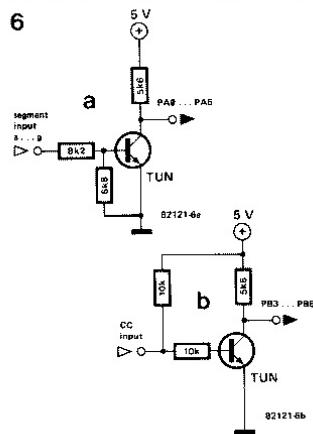 6
5 V
5k6
a
PA0 ... PA6
segment
input
a ... g
8k2
6k8
TUN
82121-6a
5 V
10k
5k6
b
PB3 ... PB6
CC
input
10k
TUN
82121-6b